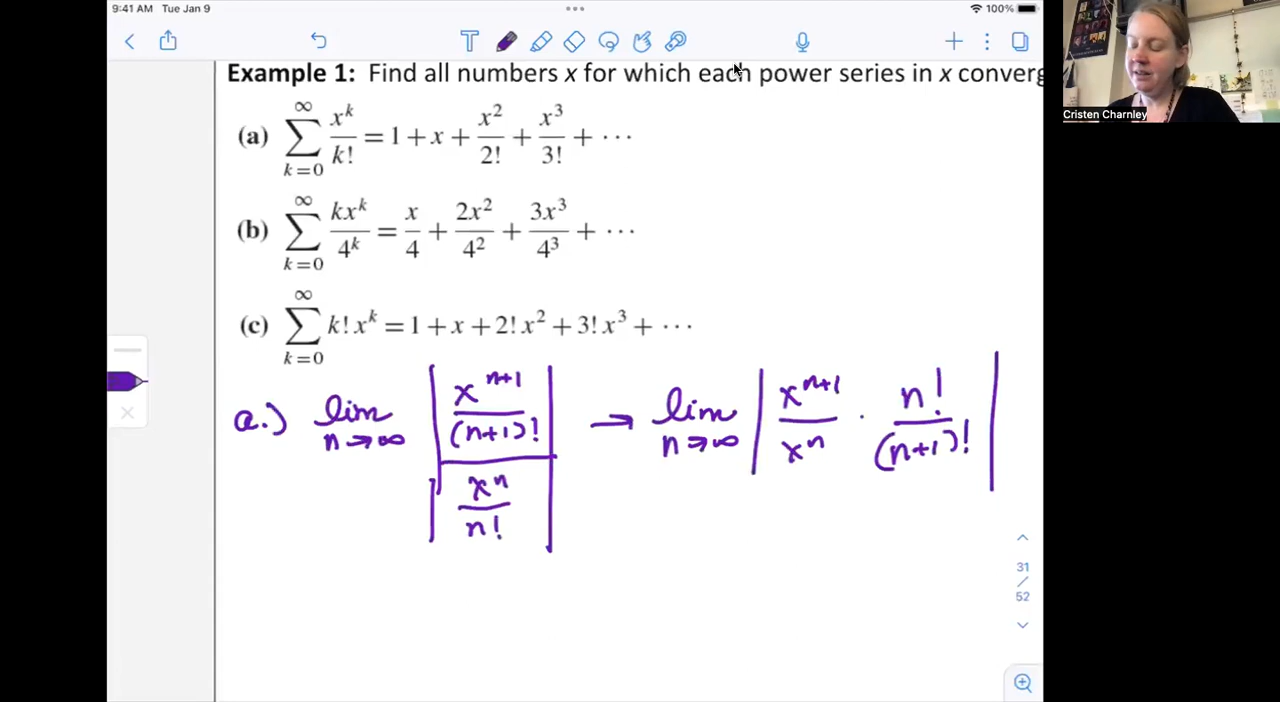 9:41 AM Tue Jan 9
100%
Example 1: Find all numbers x for which each power series in x converg
(a) ∑_{k=0}^{∞} x^k/k! = 1 + x + x^2/2! + x^3/3! + ···
(b) ∑_{k=0}^{∞} kx^k/4^k = x/4 + 2x^2/4^2 + 3x^3/4^3 + ···
(c) ∑_{k=0}^{∞} k! x^k = 1 + x + 2! x^2 + 3! x^3 + ···
a.) lim_{n→∞} | (x^{n+1}/(n+1)!) / (x^n/n!) | → lim_{n→∞} | x^{n+1}/x^n · n!/(n+1)! |
31
/
52
Cristen Charnley